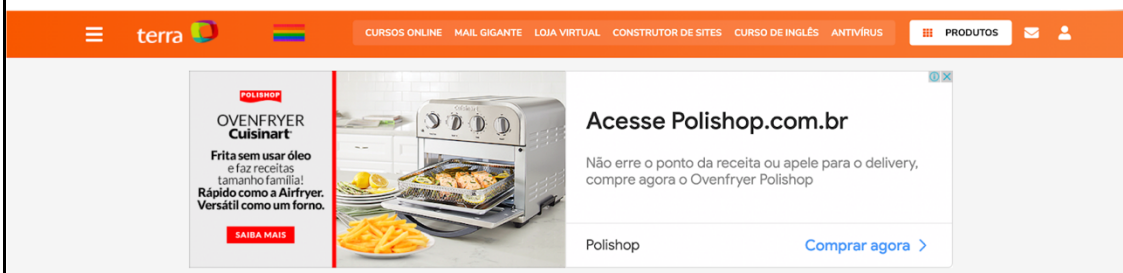 terra
CURSOS ONLINE MAIL GIGANTE LOJA VIRTUAL CONSTRUTOR DE SITES CURSO DE INGLÊS ANTIVÍRUS PRODUTOS
POLISHOP
OVENFRYER
Cuisinart
Frita sem usar óleo
e faz receitas
tamanho família!
Rápido como a Airfryer.
Versátil como um forno.
SAIBA MAIS
Acesse Polishop.com.br
Não erre o ponto da receita ou apele para o delivery,
compre agora o Ovenfryer Polishop
Polishop Comprar agora